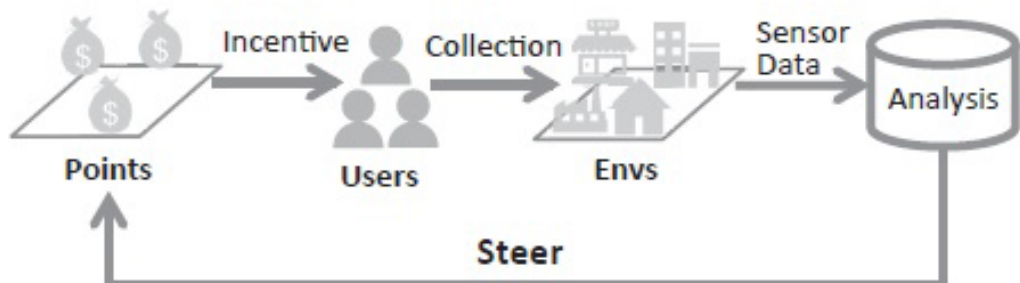 $ $
$
Incentive
Collection
Sensor
Data
Analysis
Points
Users
Envs
Steer